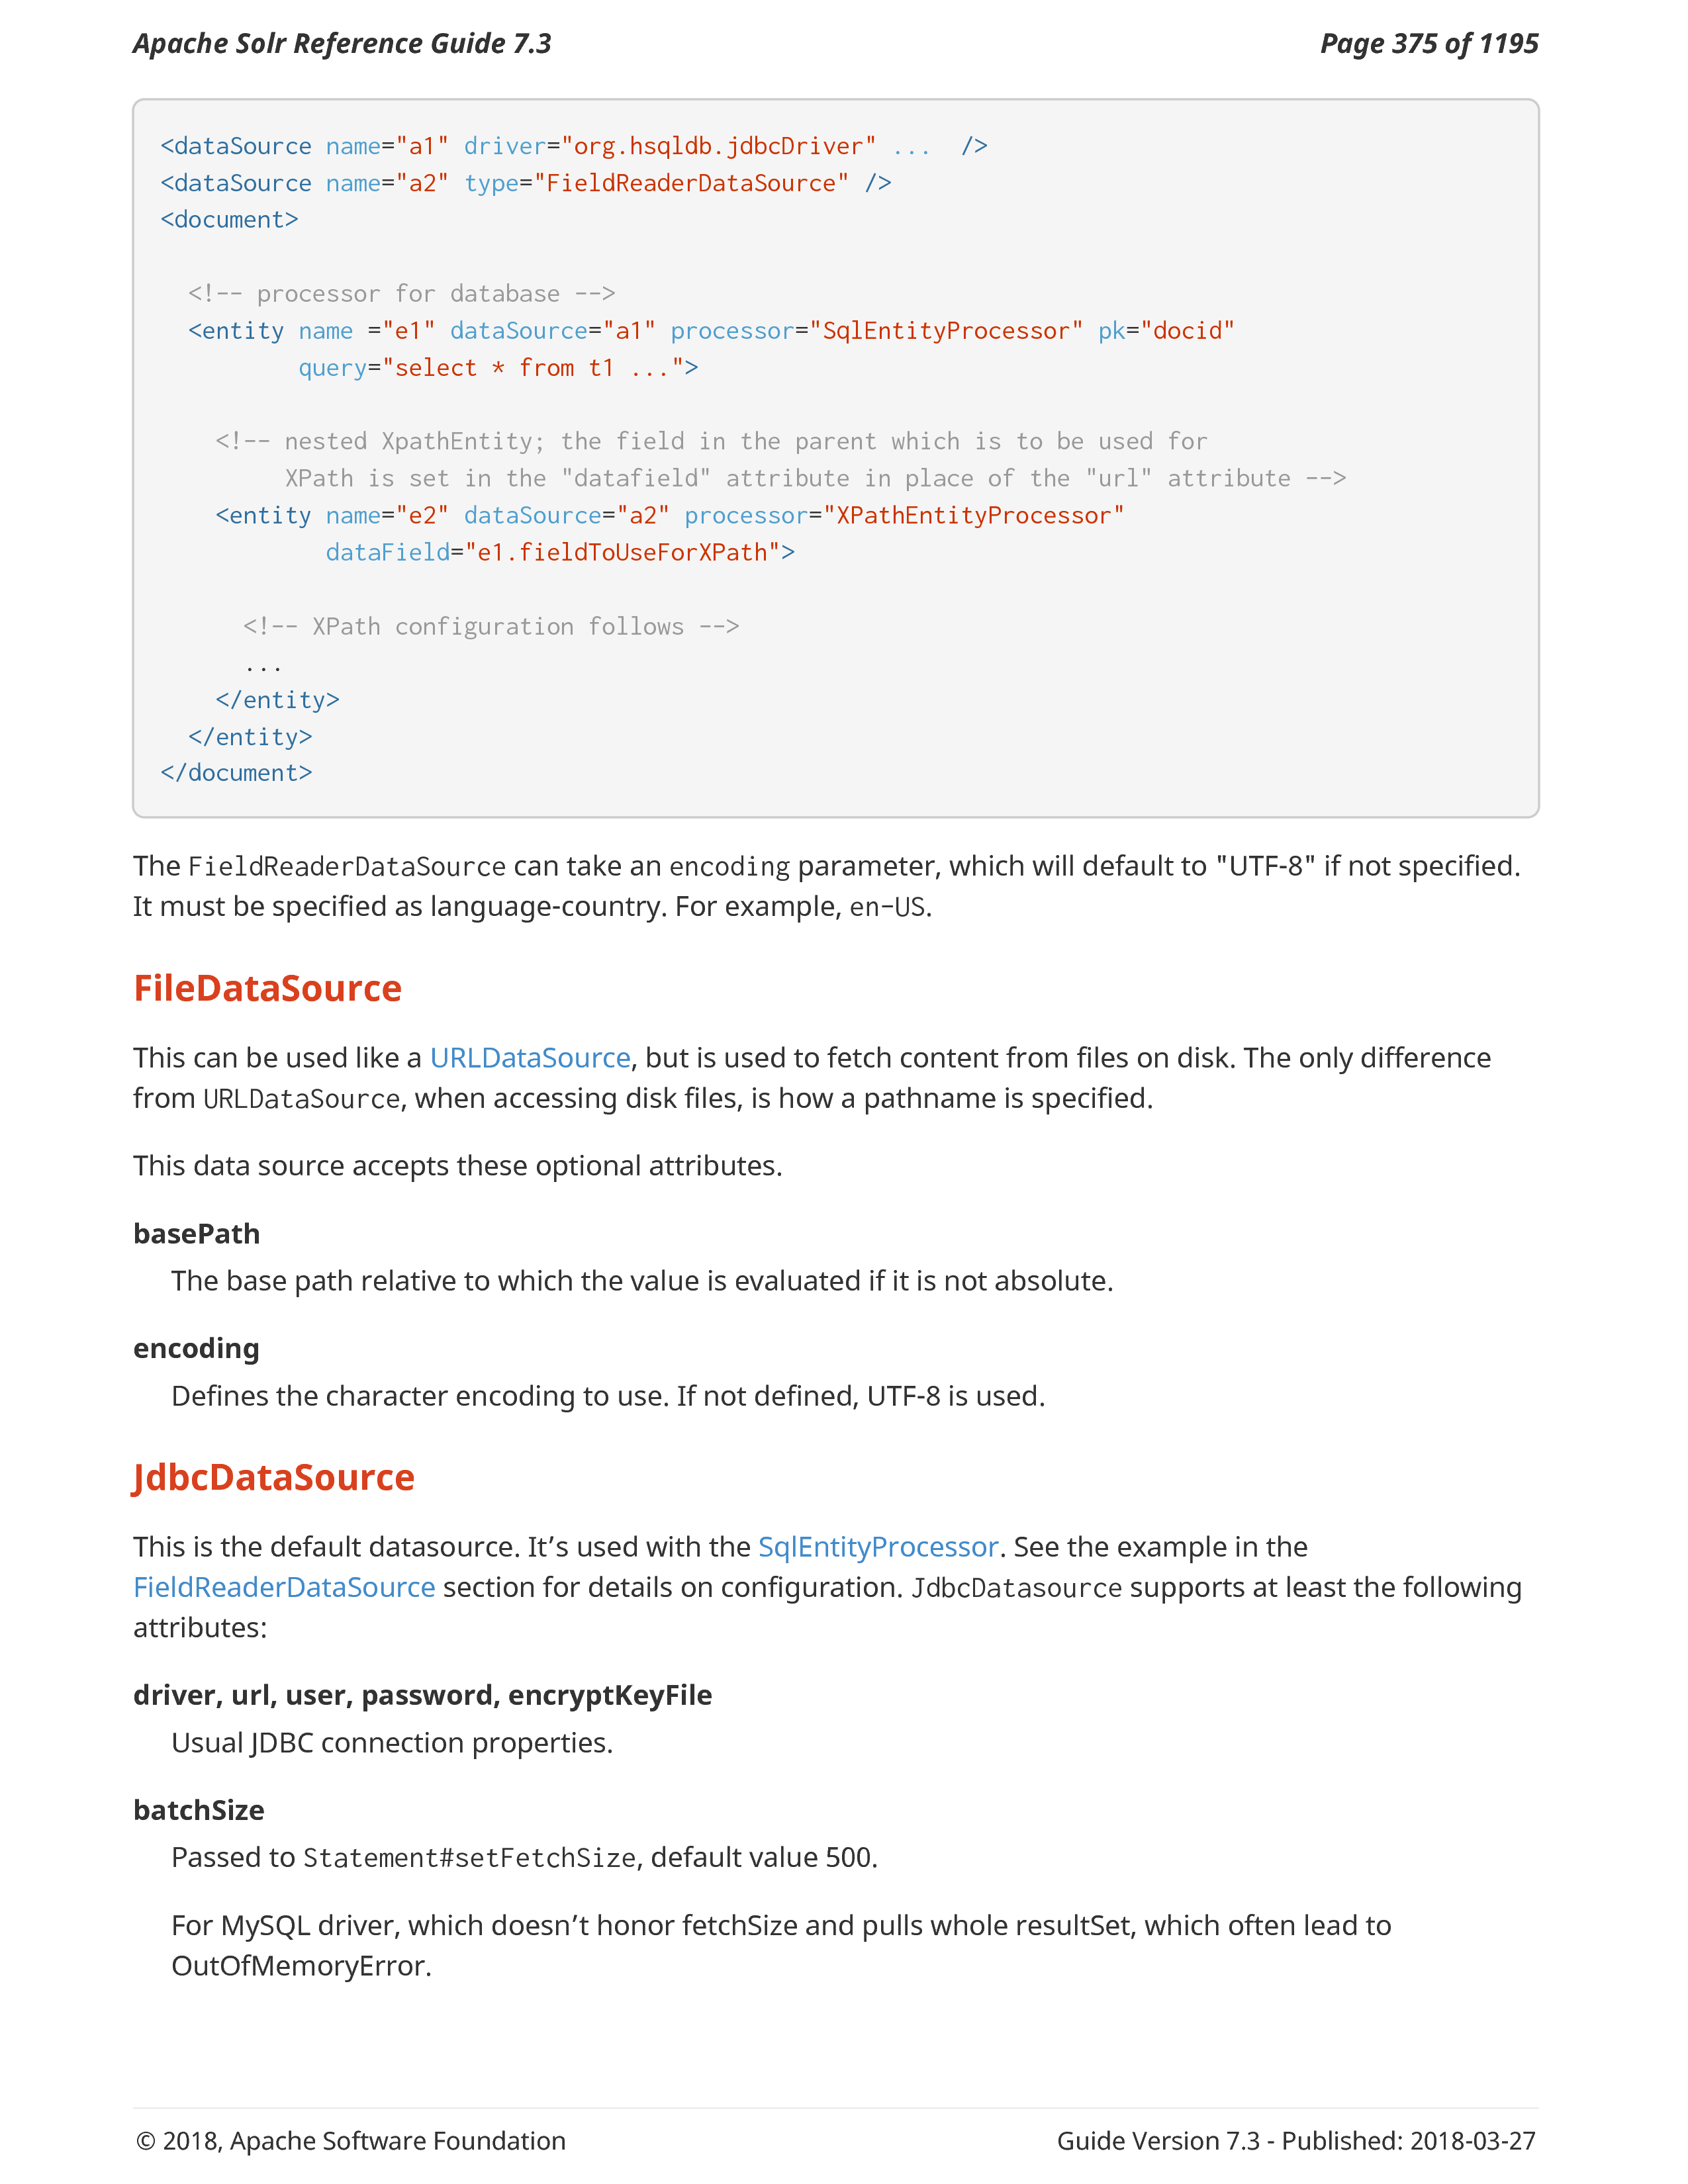 Apache Solr Reference Guide 7.3 Page 375 of 1195
<dataSource name="a1" driver="org.hsqldb.jdbcDriver" ...  />
<dataSource name="a2" type="FieldReaderDataSource" />
<document>
  <!-- processor for database -->
  <entity name ="e1" dataSource="a1" processor="SqlEntityProcessor" pk="docid"
          query="select * from t1 ...">
    <!-- nested XpathEntity; the field in the parent which is to be used for
         XPath is set in the "datafield" attribute in place of the "url" attribute -->
    <entity name="e2" dataSource="a2" processor="XPathEntityProcessor"
            dataField="e1.fieldToUseForXPath">
      <!-- XPath configuration follows -->
      ...
    </entity>
  </entity>
</document>
The FieldReaderDataSource can take an encoding parameter, which will default to "UTF-8" if not specified.
It must be specified as language-country. For example, en-US.
FileDataSource
This can be used like a URLDataSource, but is used to fetch content from files on disk. The only difference
from URLDataSource, when accessing disk files, is how a pathname is specified.
This data source accepts these optional attributes.
basePath
The base path relative to which the value is evaluated if it is not absolute.
encoding
Defines the character encoding to use. If not defined, UTF-8 is used.
JdbcDataSource
This is the default datasource. It’s used with the SqlEntityProcessor. See the example in the
FieldReaderDataSource section for details on configuration. JdbcDatasource supports at least the following
attributes:
driver, url, user, password, encryptKeyFile
Usual JDBC connection properties.
batchSize
Passed to Statement#setFetchSize, default value 500.
For MySQL driver, which doesn’t honor fetchSize and pulls whole resultSet, which often lead to
OutOfMemoryError.
© 2018, Apache Software Foundation Guide Version 7.3 - Published: 2018-03-27